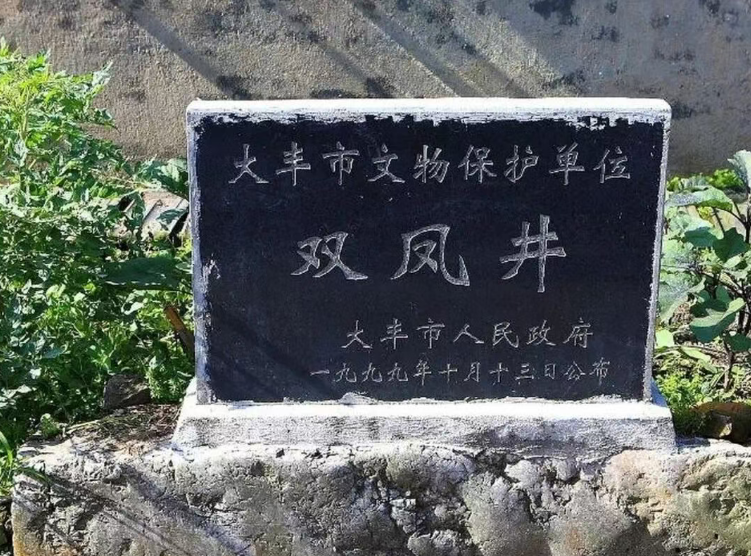 大丰市文物保护单位
双凤井
大丰市人民政府
一九九九年十月十三日公布